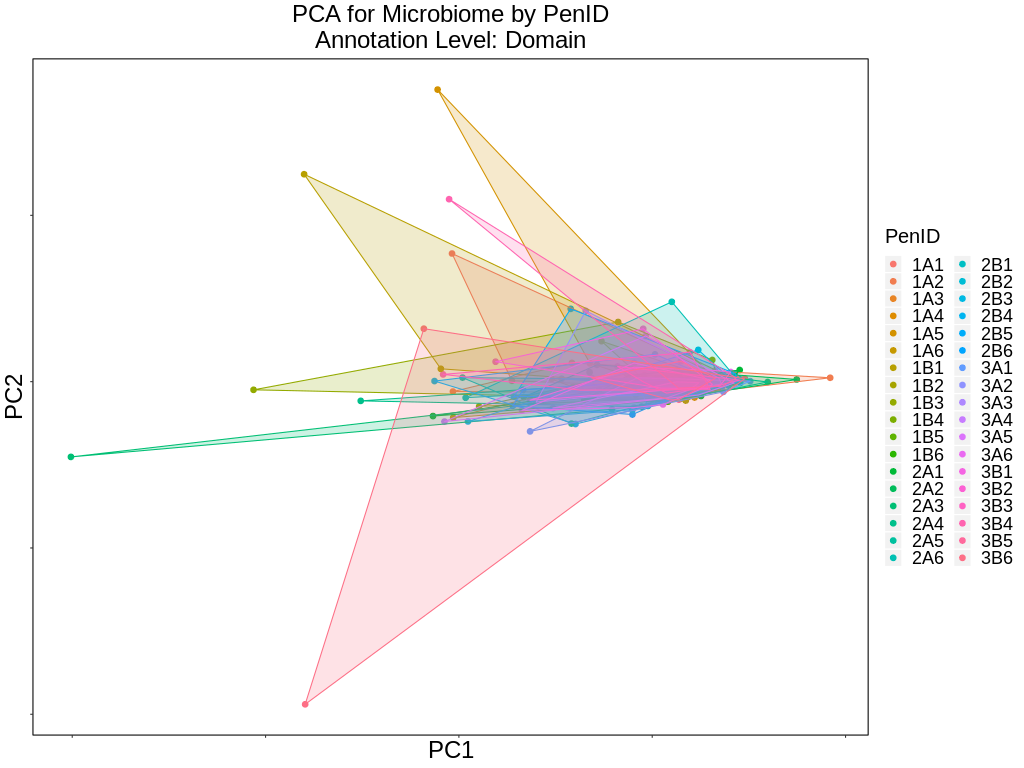 PCA for Microbiome by PenID
Annotation Level: Domain
PC2
PC1
PenID
1A1 2B1
1A2 2B2
1A3 2B3
1A4 2B4
1A5 2B5
1A6 2B6
1B1 3A1
1B2 3A2
1B3 3A3
1B4 3A4
1B5 3A5
1B6 3A6
2A1 3B1
2A2 3B2
2A3 3B3
2A4 3B4
2A5 3B5
2A6 3B6